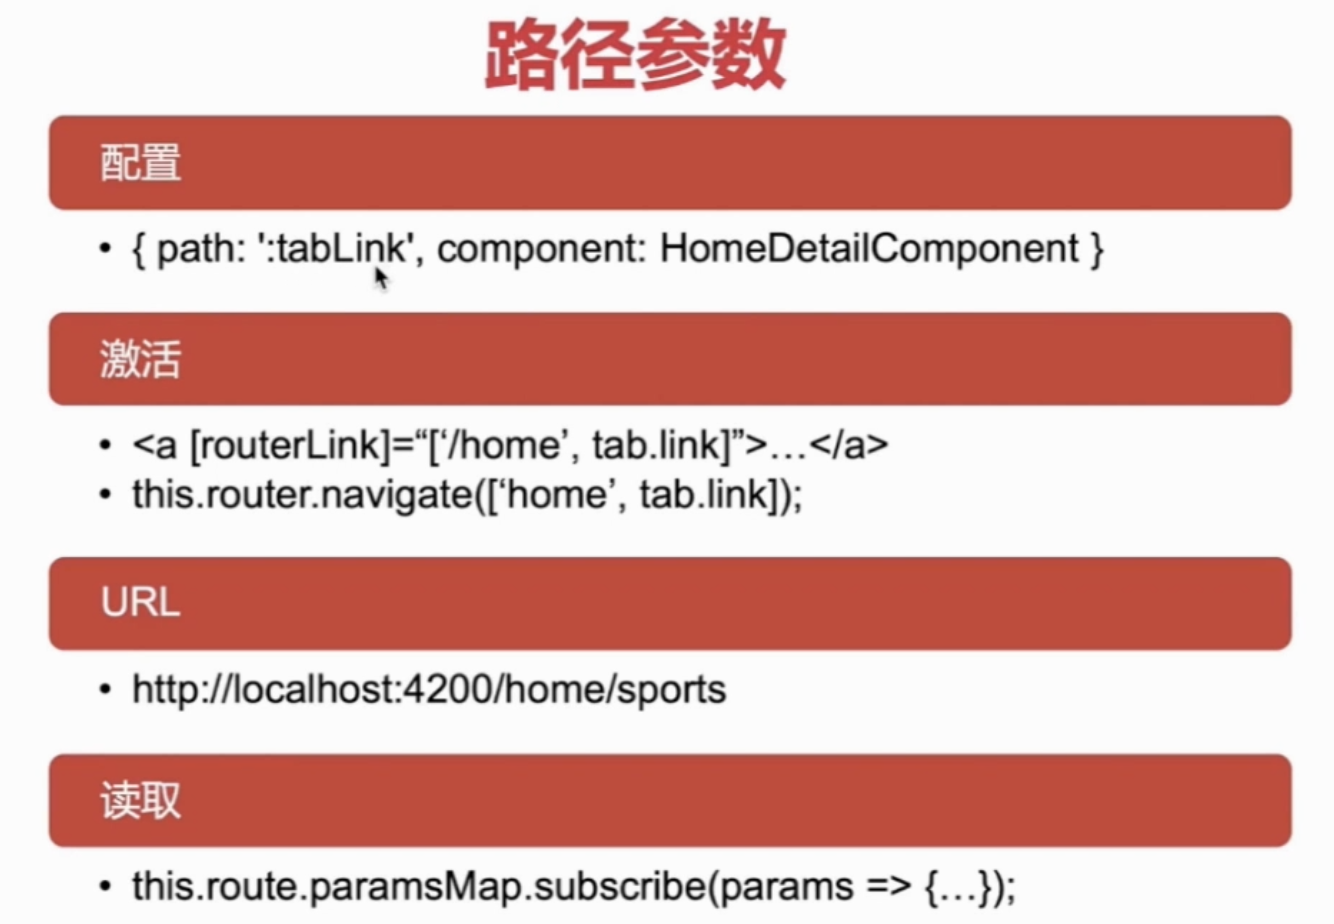 路径参数
配置
• { path: ':tabLink', component: HomeDetailComponent }
激活
• <a [routerLink]=“[‘/home’, tab.link]”>…</a>
• this.router.navigate([‘home’, tab.link]);
URL
• http://localhost:4200/home/sports
读取
• this.route.paramsMap.subscribe(params => {…});